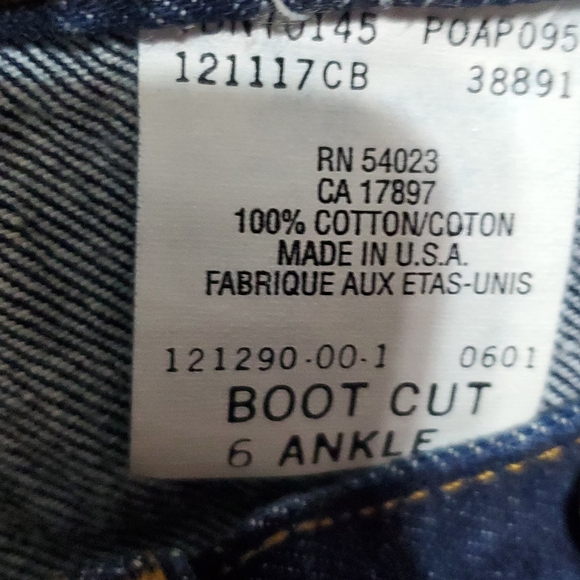 POAP095
121117CB 38891
RN 54023
CA 17897
100% COTTON/COTON
MADE IN U.S.A.
FABRIQUE AUX ETAS-UNIS
121290-00-1 0601
BOOT CUT
6 ANKLE